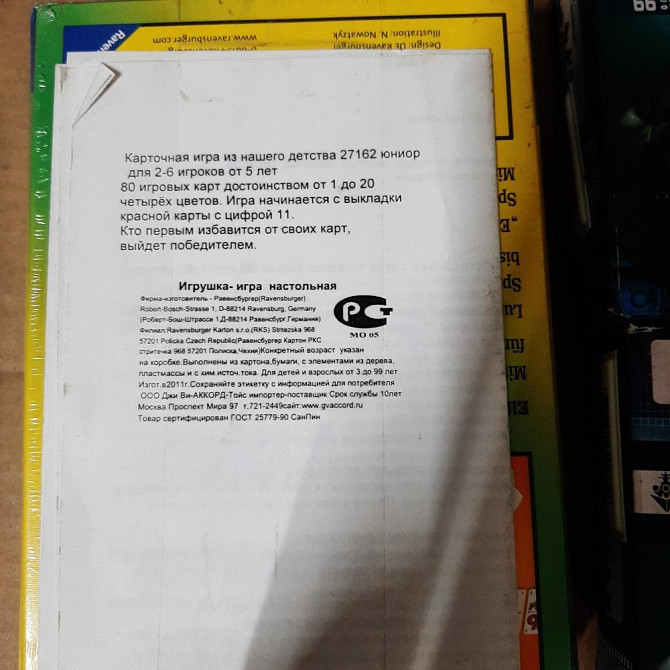 Карточная игра из нашего детства 27162 юниор
для 2-6 игроков от 5 лет
80 игровых карт достоинством от 1 до 20
четырёх цветов. Игра начинается с выкладки
красной карты с цифрой 11.
Кто первым избавится от своих карт,
выйдет победителем.
Игрушка- игра настольная
Фирма-изготовитель - Равенсбургер(Ravensburger)
Robert-Bosch-Strasse 1, D-88214 Ravensburg, Germany
(Роберт-Бош-Штрассе 1,Д-88214 Равенсбург,Германия)
Филиал:Ravensburger Karton s.r.o.(RKS) Stritezska 968
57201 Policka Czech Republic(Равенсбургер Картон РКС
стритечка 968 57201 Полиска,Чехия)Конкретный возраст указан
на коробке.Выполнены из картона,бумаги, с элементами из дерева,
пластмассы и с хим.источ.тока. Для детей и взрослых от 3 до 99 лет
Изгот.в2011г.Сохраняйте этикетку с информацией для потребителя
ООО Джи Ви-АККОРД-Тойс импортер-поставщик Срок службы 10лет
Москва Проспект Мира 97 т.721-2449сайт:www.gvaccord.ru
Товар сертифицирован ГОСТ 25779-90 СанПин
РСТ
МО 05
Design: DE Ravensburger
Illustration: N. Nowatzyk
www.ravensburger.com
Raven
für
bis
99